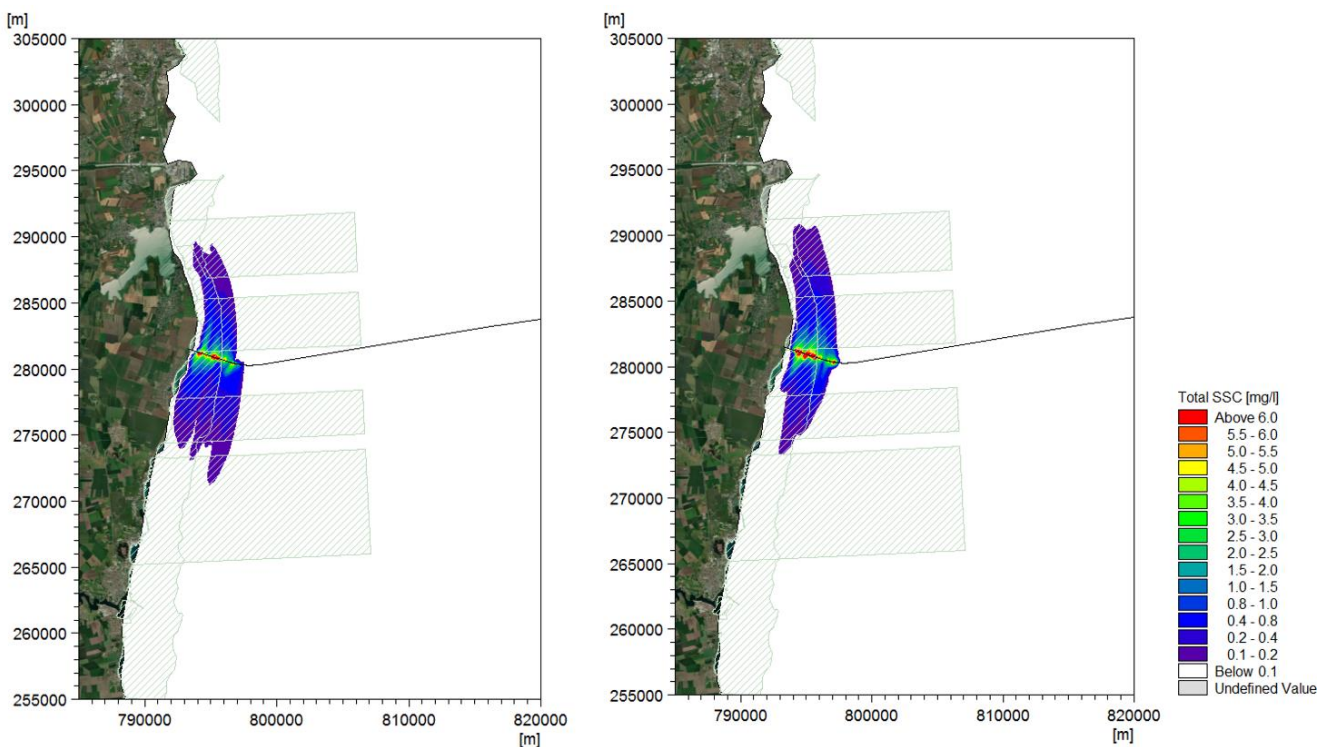 [m]
305000
300000
295000
290000
285000
280000
275000
270000
265000
260000
255000
790000 800000 810000 820000
[m]
[m]
305000
300000
295000
290000
285000
280000
275000
270000
265000
260000
255000
790000 800000 810000 820000
[m]
Total SSC [mg/l]
Above 6.0
5.5 - 6.0
5.0 - 5.5
4.5 - 5.0
4.0 - 4.5
3.5 - 4.0
3.0 - 3.5
2.5 - 3.0
2.0 - 2.5
1.5 - 2.0
1.0 - 1.5
0.8 - 1.0
0.4 - 0.8
0.2 - 0.4
0.1 - 0.2
Below 0.1
Undefined Value